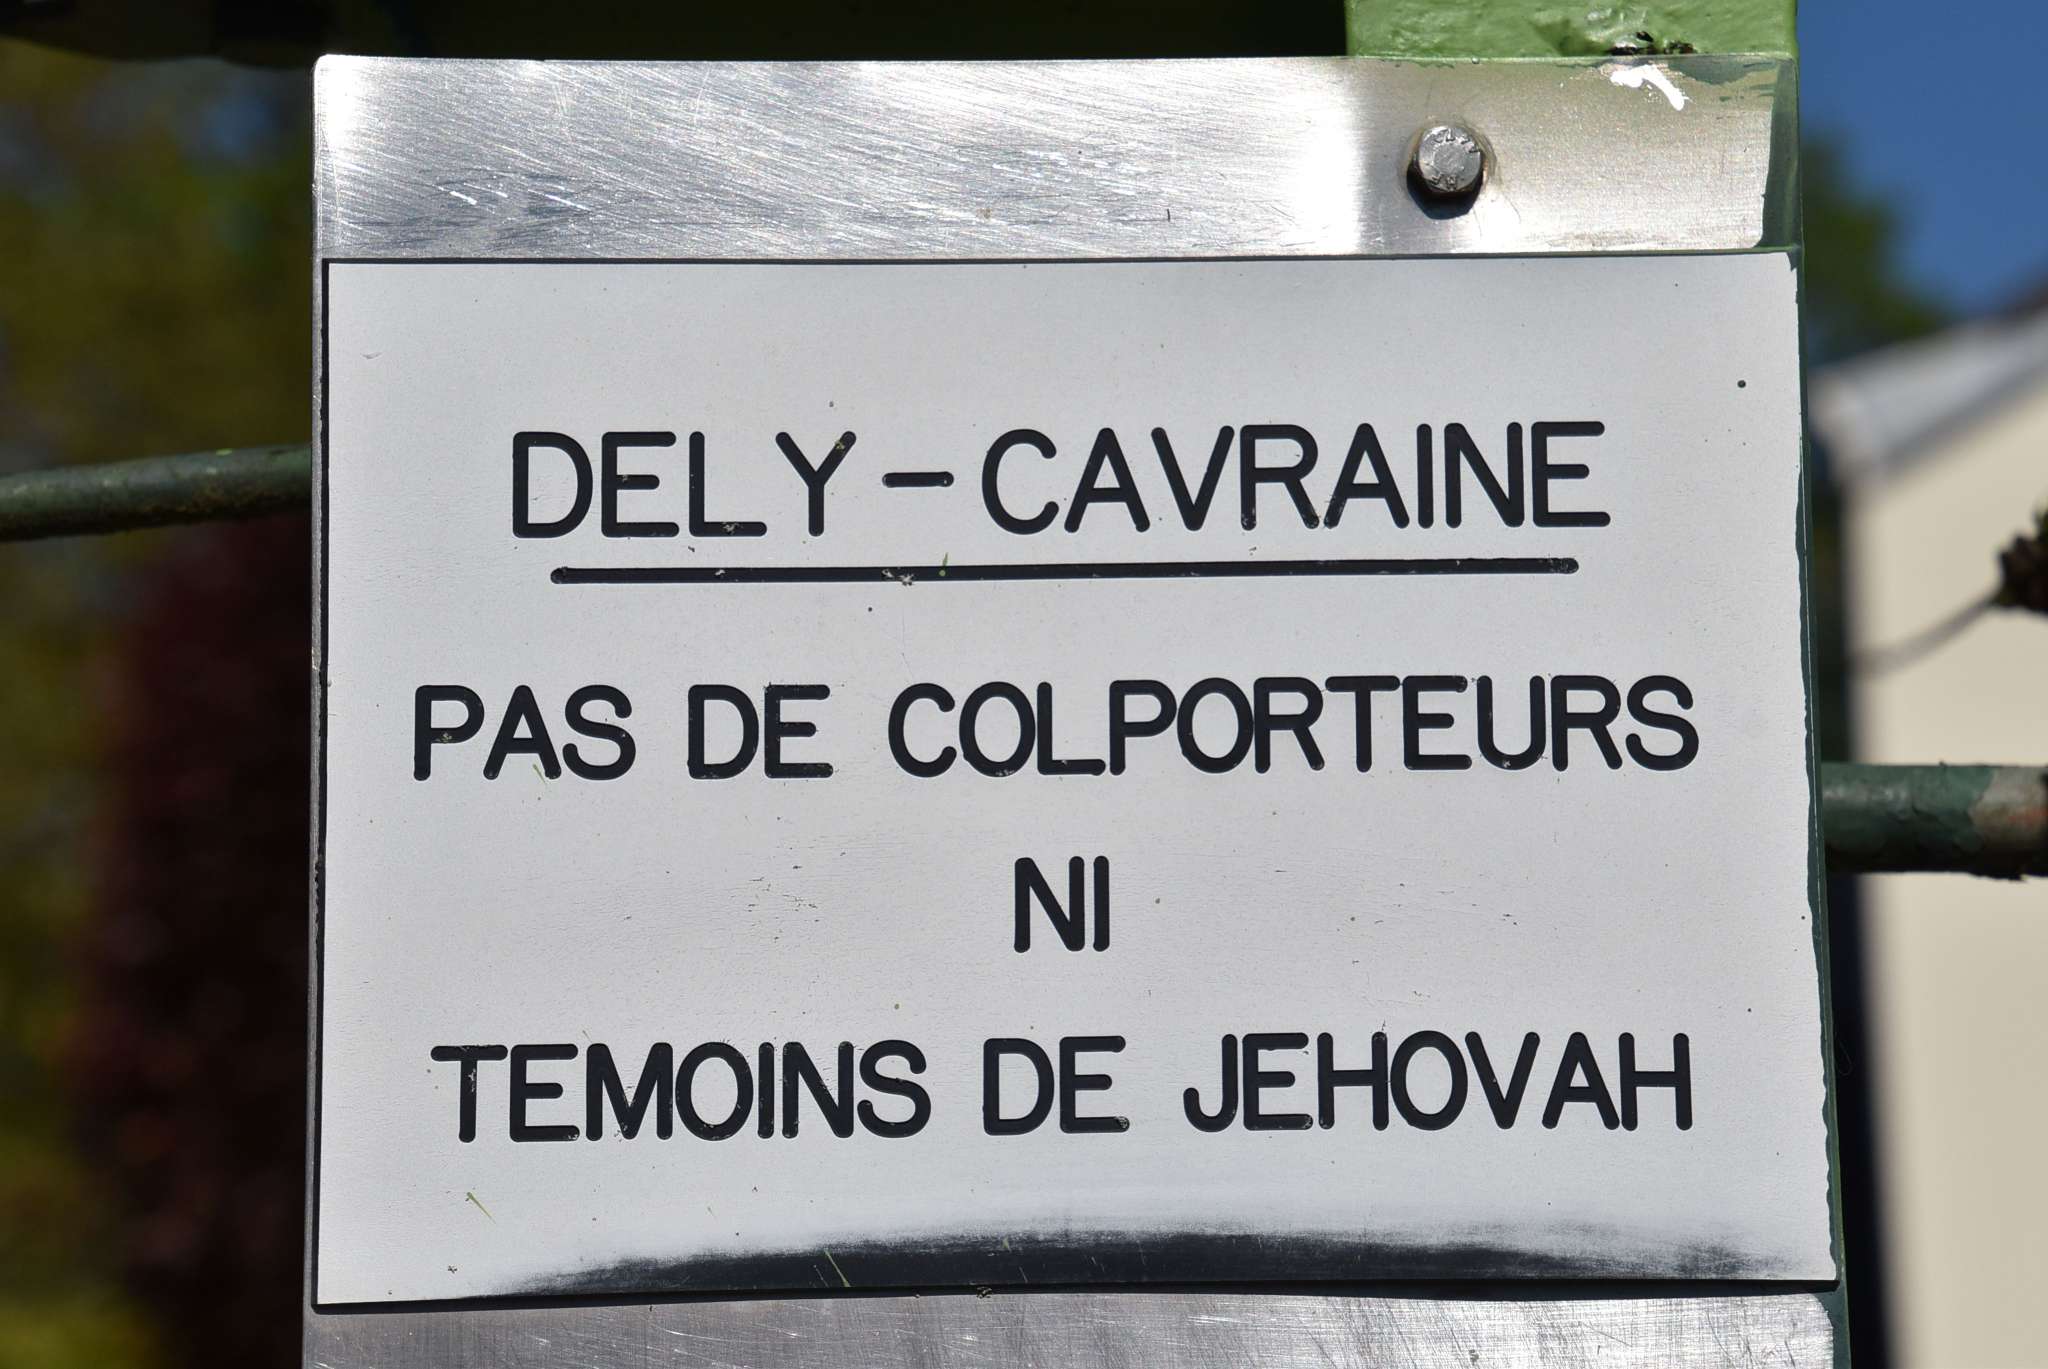 DELY - CAVRAINE
PAS DE COLPORTEURS
NI
TEMOINS DE JEHOVAH